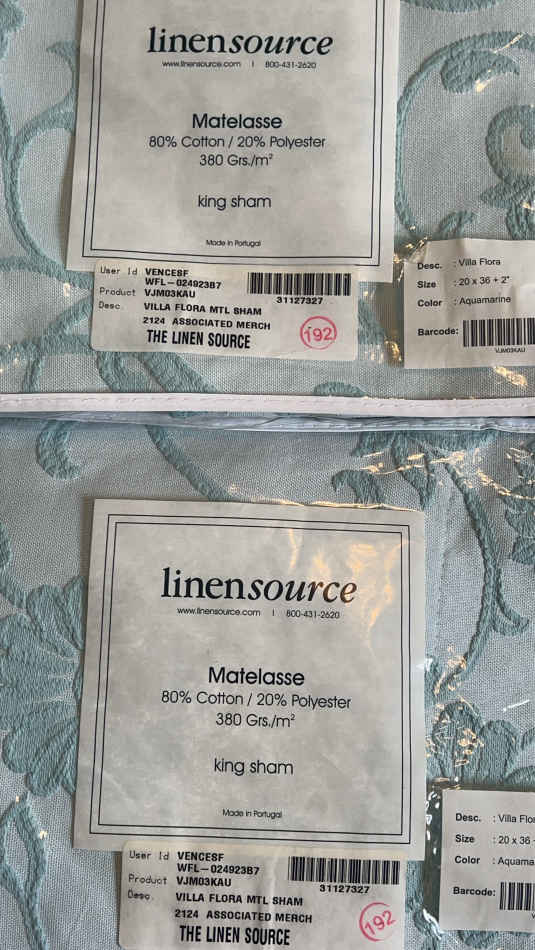 linensource
www.linensource.com | 800-431-2620
Matelasse
80% Cotton / 20% Polyester
380 Grs./m²
king sham
Made in Portugal
User Id VENCESF
WFL-024923B7
Product VJM03KAU
31127327
Desc. VILLA FLORA MTL SHAM
2124 ASSOCIATED MERCH
THE LINEN SOURCE
192
Desc. : Villa Flora
Size : 20 x 36 + 2"
Color : Aquamarine
Barcode:
VJM03KAU
linensource
www.linensource.com | 800-431-2620
Matelasse
80% Cotton / 20% Polyester
380 Grs./m²
king sham
Made in Portugal
User Id VENCESF
WFL-024923B7
Product VJM03KAU
31127327
Desc. VILLA FLORA MTL SHAM
2124 ASSOCIATED MERCH
THE LINEN SOURCE
192
Desc. : Villa Flo
Size : 20 x 36
Color : Aquama
Barcode: